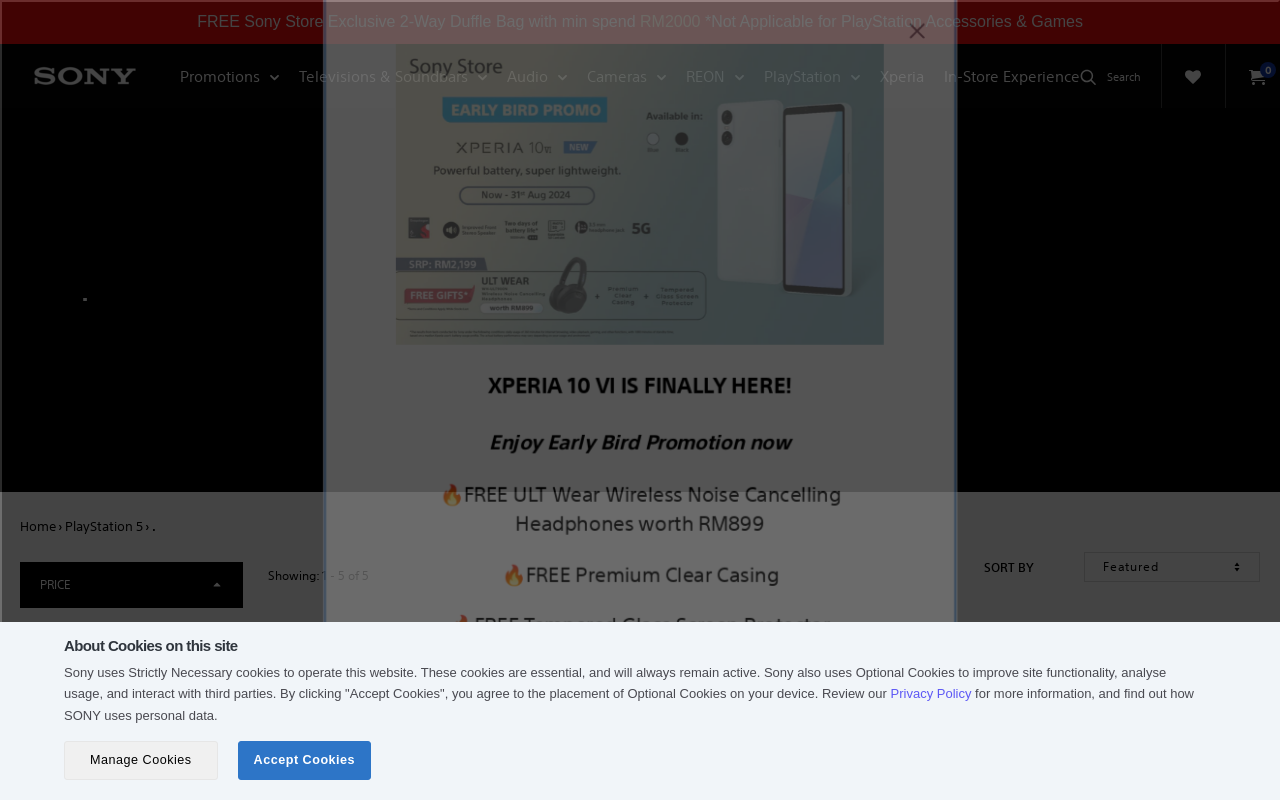 FREE Sony Store Exclusive 2-Way Duffle Bag with min spend RM2000 *Not Applicable for PlayStation Accessories & Games
SONY
Promotions
Televisions & Soundbars
Audio
Cameras
REON
PlayStation
Xperia
In-Store Experience
Search
0
Sony Store
EARLY BIRD PROMO
Available in:
XPERIA 10 VI
NEW
Powerful battery, super lightweight.
Now - 31st Aug 2024
5G
SRP: RM2,199
FREE GIFTS*
ULT WEAR
worth RM899
+
Premium Clear Casing
+
Tempered Glass Screen Protector
XPERIA 10 VI IS FINALLY HERE!
Enjoy Early Bird Promotion now
🔥FREE ULT Wear Wireless Noise Cancelling
Headphones worth RM899
🔥FREE Premium Clear Casing
🔥FREE Tempered Glass Screen Protector
Home › PlayStation 5 › .
PRICE
Showing: 1 - 5 of 5
SORT BY
Featured
About Cookies on this site
Sony uses Strictly Necessary cookies to operate this website. These cookies are essential, and will always remain active. Sony also uses Optional Cookies to improve site functionality, analyse
usage, and interact with third parties. By clicking "Accept Cookies", you agree to the placement of Optional Cookies on your device. Review our Privacy Policy for more information, and find out how
SONY uses personal data.
Manage Cookies
Accept Cookies